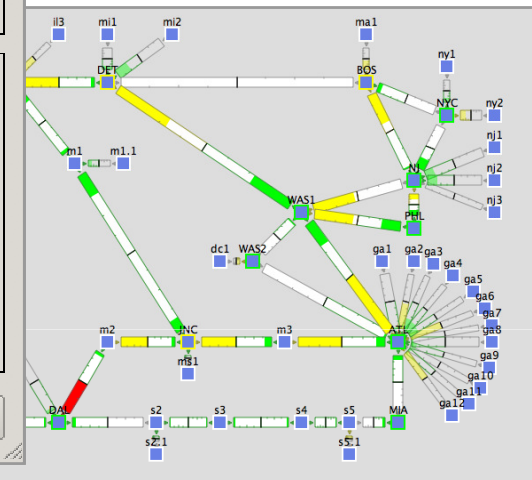 il3 mi1 mi2 ma1
ny1
DET BOS
NYC ny2
nj1
m1 m1.1 NJ nj2
nj3
WAS1
PHL
dc1 WAS2 ga1 ga2 ga3
ga4
ga5
ga6
ga7
m2 INC m3 ATL ga8
ms1 ga9
ga10
ga11
ga12
DAL s2 s3 s4 s5 MIA
s2.1 s5.1